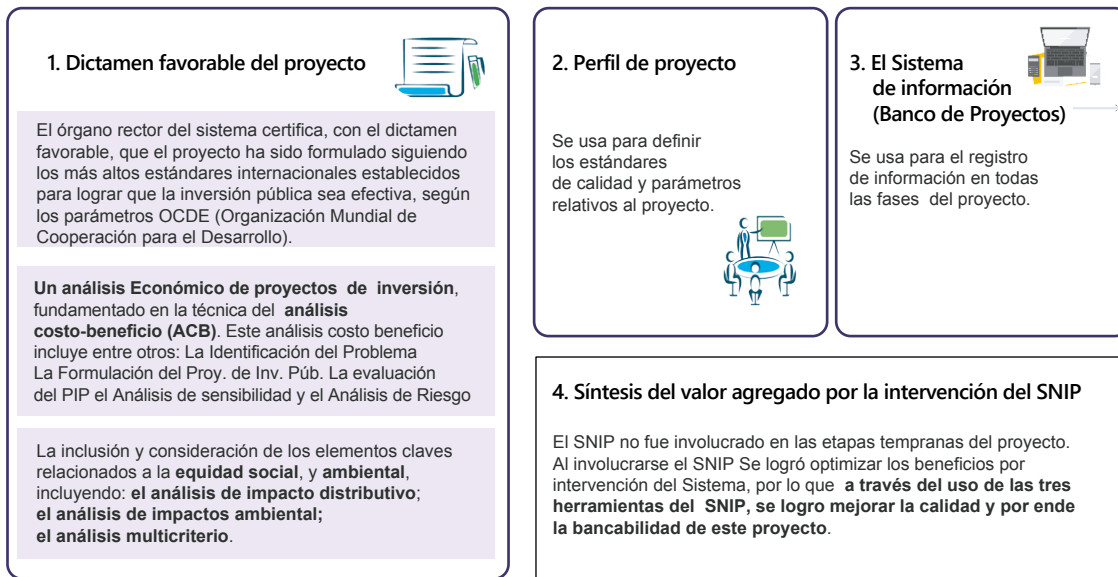 1. Dictamen favorable del proyecto
El órgano rector del sistema certifica, con el dictamen
favorable, que el proyecto ha sido formulado siguiendo
los más altos estándares internacionales establecidos
para lograr que la inversión pública sea efectiva, según
los parámetros OCDE (Organización Mundial de
Cooperación para el Desarrollo).
Un análisis Económico de proyectos de inversión,
fundamentado en la técnica del análisis
costo-beneficio (ACB). Este análisis costo beneficio
incluye entre otros: La Identificación del Problema
La Formulación del Proy. de Inv. Púb. La evaluación
del PIP el Análisis de sensibilidad y el Análisis de Riesgo
La inclusión y consideración de los elementos claves
relacionados a la equidad social, y ambiental,
incluyendo: el análisis de impacto distributivo;
el análisis de impactos ambiental;
el análisis multicriterio.
2. Perfil de proyecto
Se usa para definir
los estándares
de calidad y parámetros
relativos al proyecto.
3. El Sistema
de información
(Banco de Proyectos)
Se usa para el registro
de información en todas
las fases del proyecto.
4. Síntesis del valor agregado por la intervención del SNIP
El SNIP no fue involucrado en las etapas tempranas del proyecto.
Al involucrarse el SNIP Se logró optimizar los beneficios por
intervención del Sistema, por lo que a través del uso de las tres
herramientas del SNIP, se logro mejorar la calidad y por ende
la bancabilidad de este proyecto.